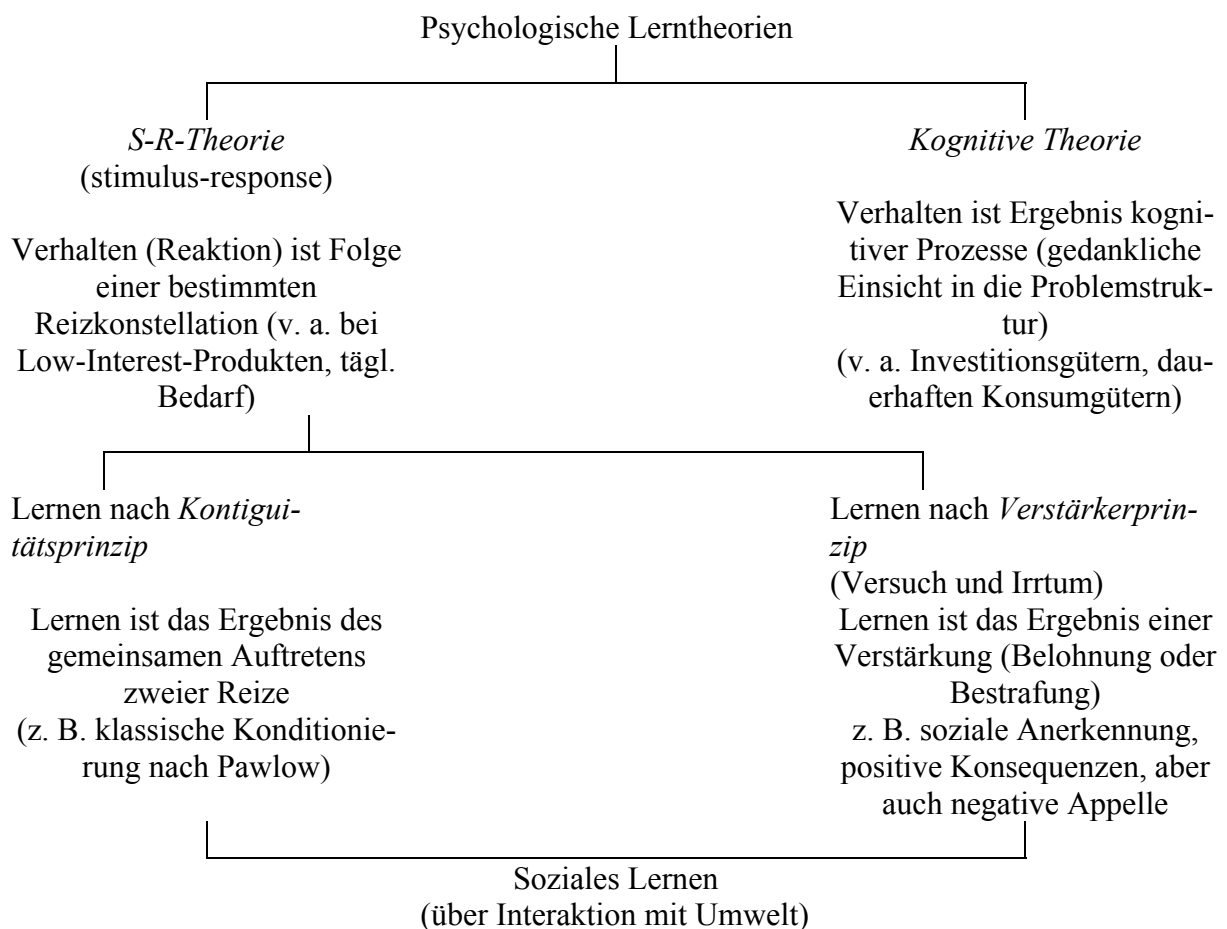 Psychologische Lerntheorien
S-R-Theorie
(stimulus-response)
Verhalten (Reaktion) ist Folge
einer bestimmten
Reizkonstellation (v. a. bei
Low-Interest-Produkten, tägl.
Bedarf)
Kognitive Theorie
Verhalten ist Ergebnis kogni-
tiver Prozesse (gedankliche
Einsicht in die Problemstruk-
tur)
(v. a. Investitionsgütern, dau-
erhaften Konsumgütern)
Lernen nach Kontigui-
tätsprinzip
Lernen ist das Ergebnis des
gemeinsamen Auftretens
zweier Reize
(z. B. klassische Konditionie-
rung nach Pawlow)
Lernen nach Verstärkerprin-
zip
(Versuch und Irrtum)
Lernen ist das Ergebnis einer
Verstärkung (Belohnung oder
Bestrafung)
z. B. soziale Anerkennung,
positive Konsequenzen, aber
auch negative Appelle
Soziales Lernen
(über Interaktion mit Umwelt)